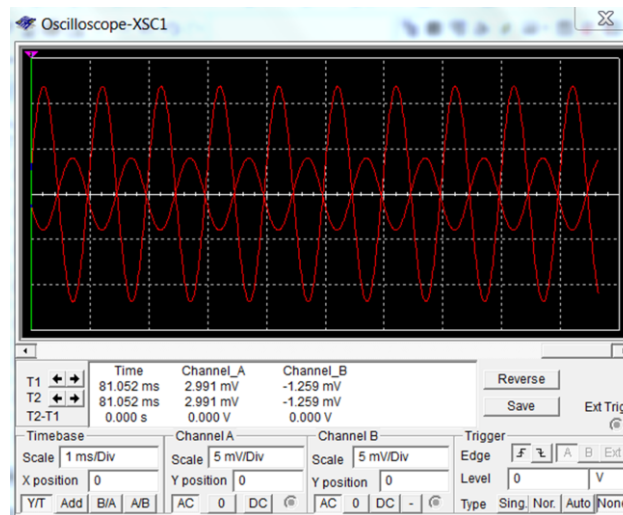 Oscilloscope-XSC1
Time Channel_A Channel_B
T1 81.052 ms 2.991 mV -1.259 mV
T2 81.052 ms 2.991 mV -1.259 mV
T2-T1 0.000 s 0.000 V 0.000 V
Reverse
Save
Ext Trig
Timebase
Scale 1 ms/Div
X position 0
Y/T Add B/A A/B
Channel A
Scale 5 mV/Div
Y position 0
AC 0 DC
Channel B
Scale 5 mV/Div
Y position 0
AC 0 DC -
Trigger
Edge A B Ext
Level 0 V
Type Sing. Nor. Auto None